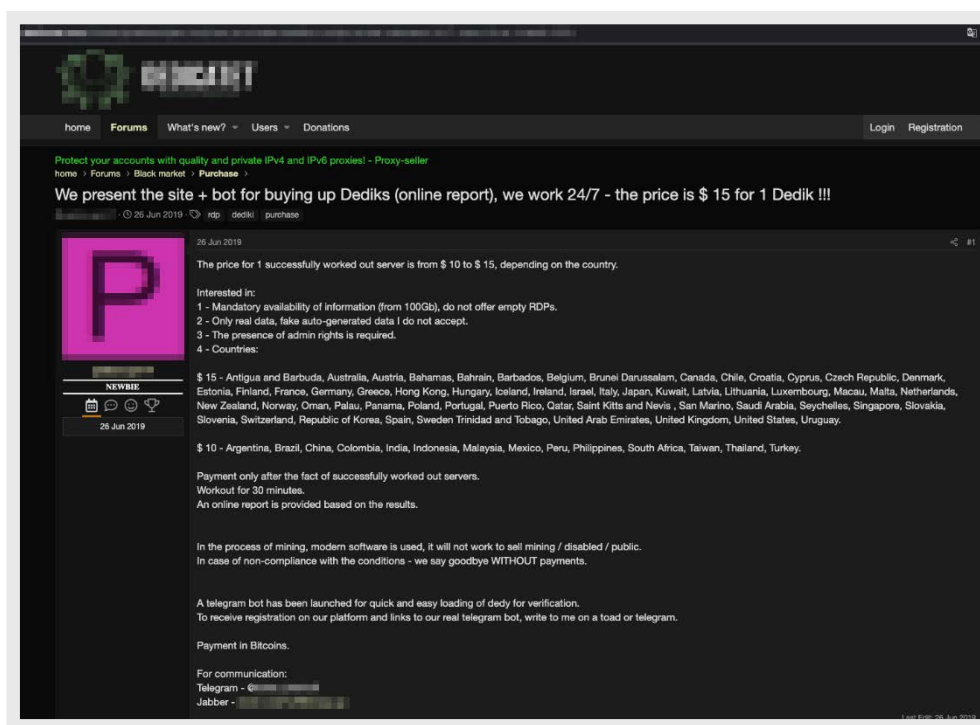 home Forums What's new? Users Donations Login Registration
Protect your accounts with quality and private IPv4 and IPv6 proxies! - Proxy-seller
home > Forums > Black market > Purchase >
We present the site + bot for buying up Dediks (online report), we work 24/7 - the price is $ 15 for 1 Dedik !!!
· 26 Jun 2019 · rdp dediki purchase
26 Jun 2019 #1
P
NEWBIE
26 Jun 2019
The price for 1 successfully worked out server is from $ 10 to $ 15, depending on the country.
Interested in:
1 - Mandatory availability of information (from 100Gb), do not offer empty RDPs.
2 - Only real data, fake auto-generated data I do not accept.
3 - The presence of admin rights is required.
4 - Countries:
$ 15 - Antigua and Barbuda, Australia, Austria, Bahamas, Bahrain, Barbados, Belgium, Brunei Darussalam, Canada, Chile, Croatia, Cyprus, Czech Republic, Denmark,
Estonia, Finland, France, Germany, Greece, Hong Kong, Hungary, Iceland, Ireland, Israel, Italy, Japan, Kuwait, Latvia, Lithuania, Luxembourg, Macau, Malta, Netherlands,
New Zealand, Norway, Oman, Palau, Panama, Poland, Portugal, Puerto Rico, Qatar, Saint Kitts and Nevis , San Marino, Saudi Arabia, Seychelles, Singapore, Slovakia,
Slovenia, Switzerland, Republic of Korea, Spain, Sweden Trinidad and Tobago, United Arab Emirates, United Kingdom, United States, Uruguay.
$ 10 - Argentina, Brazil, China, Colombia, India, Indonesia, Malaysia, Mexico, Peru, Philippines, South Africa, Taiwan, Thailand, Turkey.
Payment only after the fact of successfully worked out servers.
Workout for 30 minutes.
An online report is provided based on the results.
In the process of mining, modern software is used, it will not work to sell mining / disabled / public.
In case of non-compliance with the conditions - we say goodbye WITHOUT payments.
A telegram bot has been launched for quick and easy loading of dedy for verification.
To receive registration on our platform and links to our real telegram bot, write to me on a toad or telegram.
Payment in Bitcoins.
For communication:
Telegram - @
Jabber -
Last Edit: 26 Jun 2019